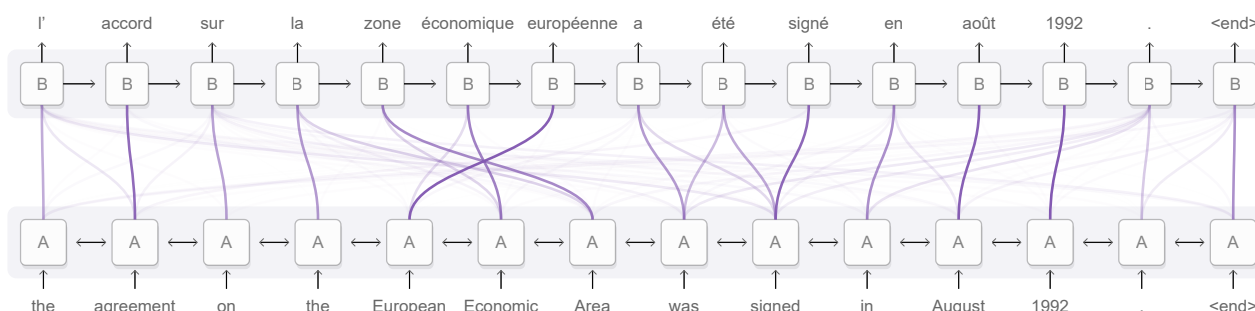 l' accord sur la zone économique européenne a été signé en août 1992 . <end>
B B B B B B B B B B B B B B B
A A A A A A A A A A A A A A
the agreement on the European Economic Area was signed in August 1992 . <end>